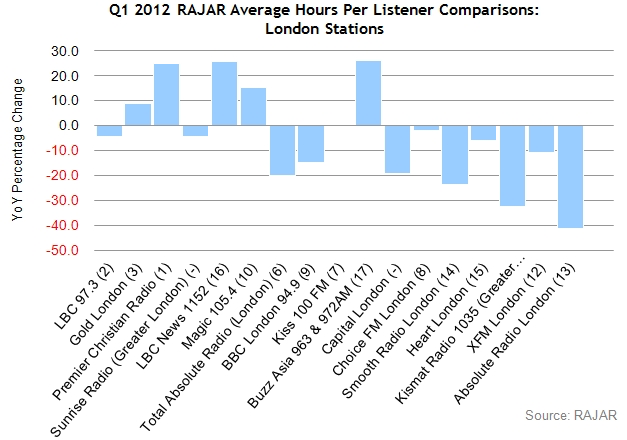 Q1 2012 RAJAR Average Hours Per Listener Comparisons:
London Stations
YoY Percentage Change
30.0
20.0
10.0
0.0
-10.0
-20.0
-30.0
-40.0
-50.0
LBC 97.3 (2)
Gold London (3)
Premier Christian Radio (1)
Sunrise Radio (Greater London) (-)
LBC News 1152 (16)
Magic 105.4 (10)
Total Absolute Radio (London) (6)
BBC London 94.9 (9)
Kiss 100 FM (7)
Buzz Asia 963 & 972AM (17)
Capital London (-)
Choice FM London (8)
Smooth Radio London (14)
Heart London (15)
Kismat Radio 1035 (Greater...
XFM London (12)
Absolute Radio London (13)
Source: RAJAR